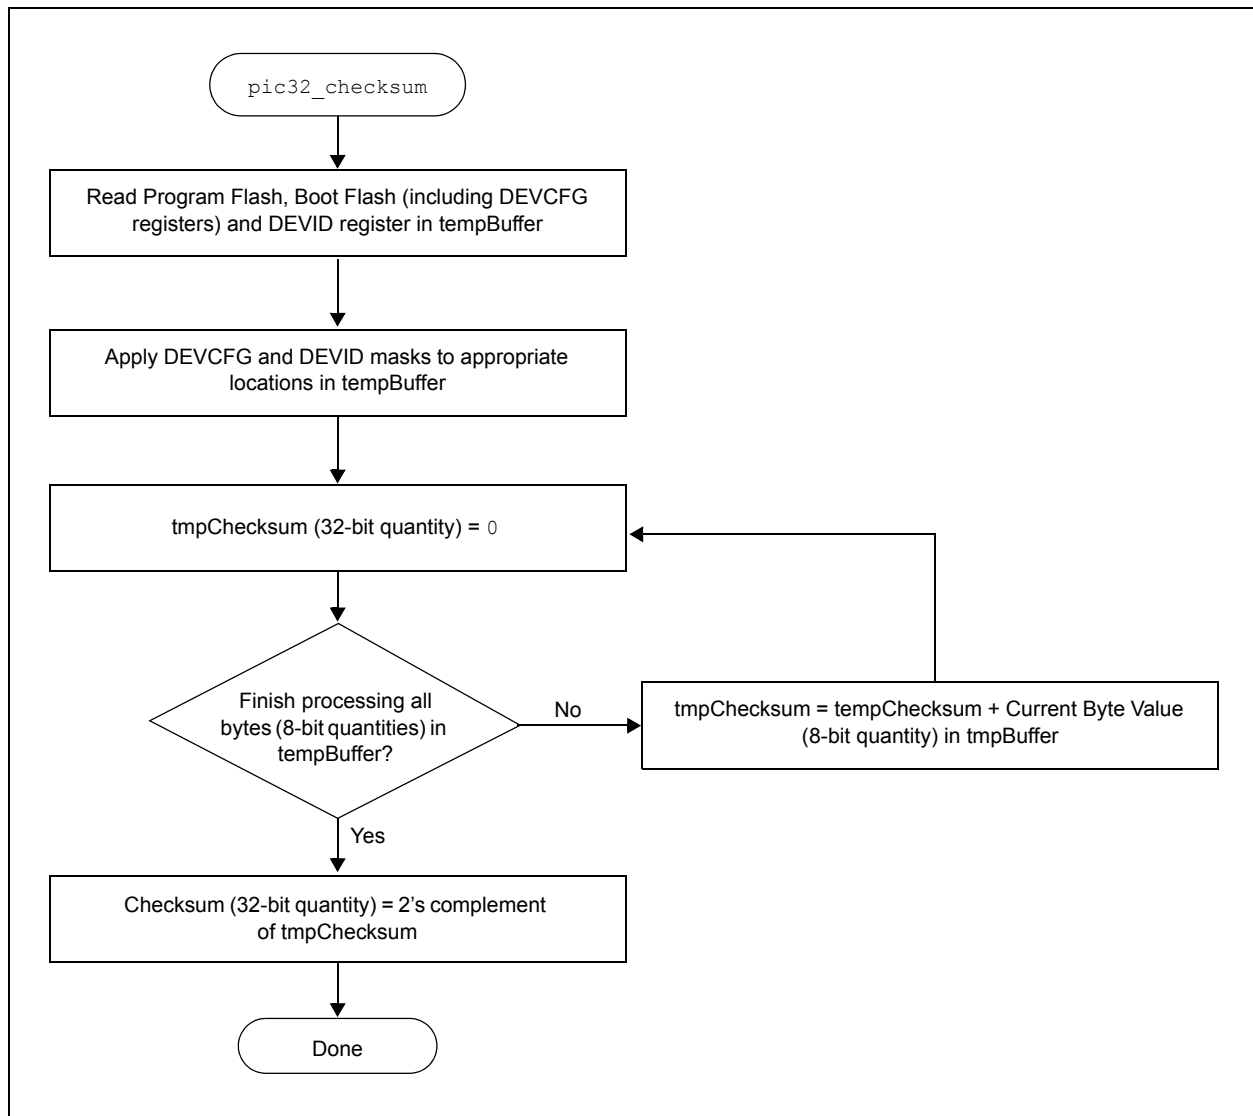 pic32_checksum
Read Program Flash, Boot Flash (including DEVCFG
registers) and DEVID register in tempBuffer
Apply DEVCFG and DEVID masks to appropriate
locations in tempBuffer
tmpChecksum (32-bit quantity) = 0
Finish processing all
bytes (8-bit quantities) in
tempBuffer?
No
tmpChecksum = tempChecksum + Current Byte Value
(8-bit quantity) in tmpBuffer
Yes
Checksum (32-bit quantity) = 2's complement
of tmpChecksum
Done